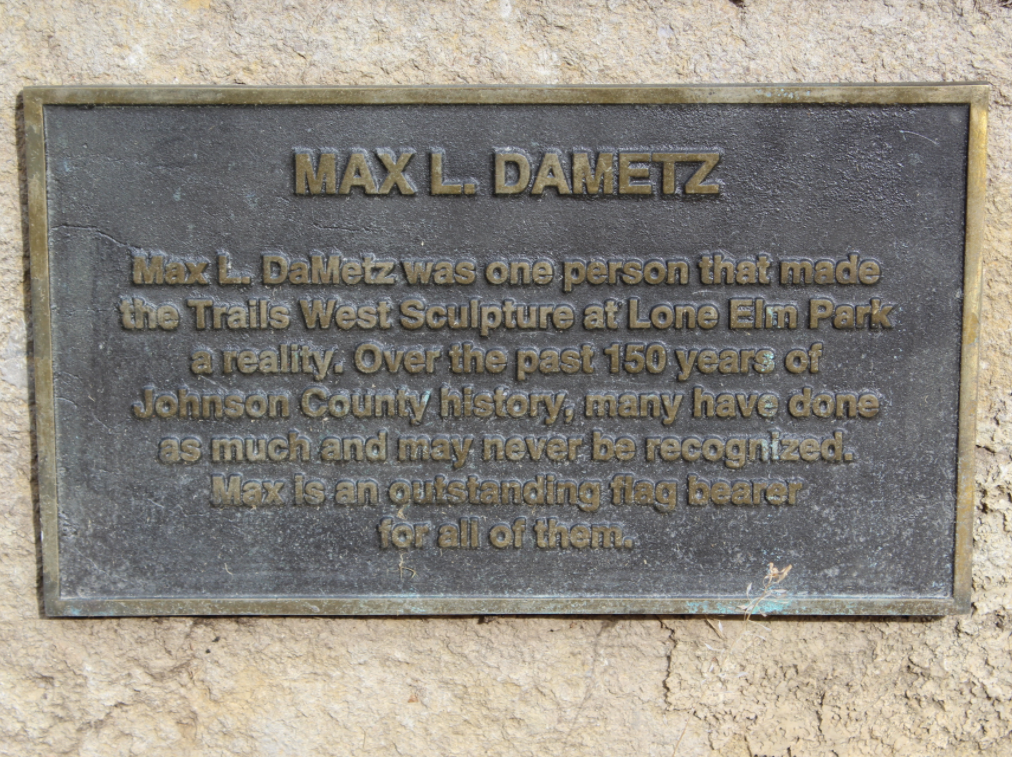 MAX L. DAMETZ
Max L. DaMetz was one person that made
the Trails West Sculpture at Lone Elm Park
a reality. Over the past 150 years of
Johnson County history, many have done
as much and may never be recognized.
Max is an outstanding flag bearer
for all of them.